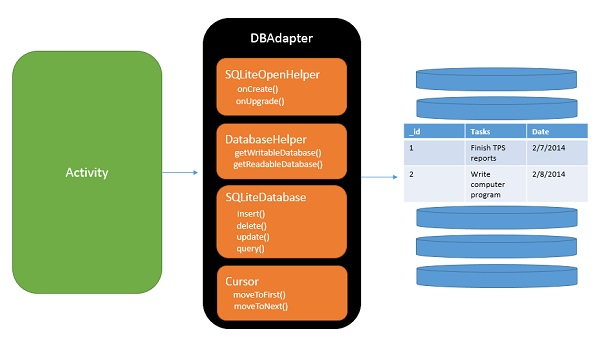 Activity
DBAdapter
SQLiteOpenHelper
onCreate()
onUpgrade()
DatabaseHelper
getWritableDatabase()
getReadableDatabase()
SQLiteDatabase
Insert()
delete()
update()
query()
Cursor
moveToFirst()
moveToNext()
_id Tasks Date
1 Finish TPS reports 2/7/2014
2 Write computer program 2/8/2014